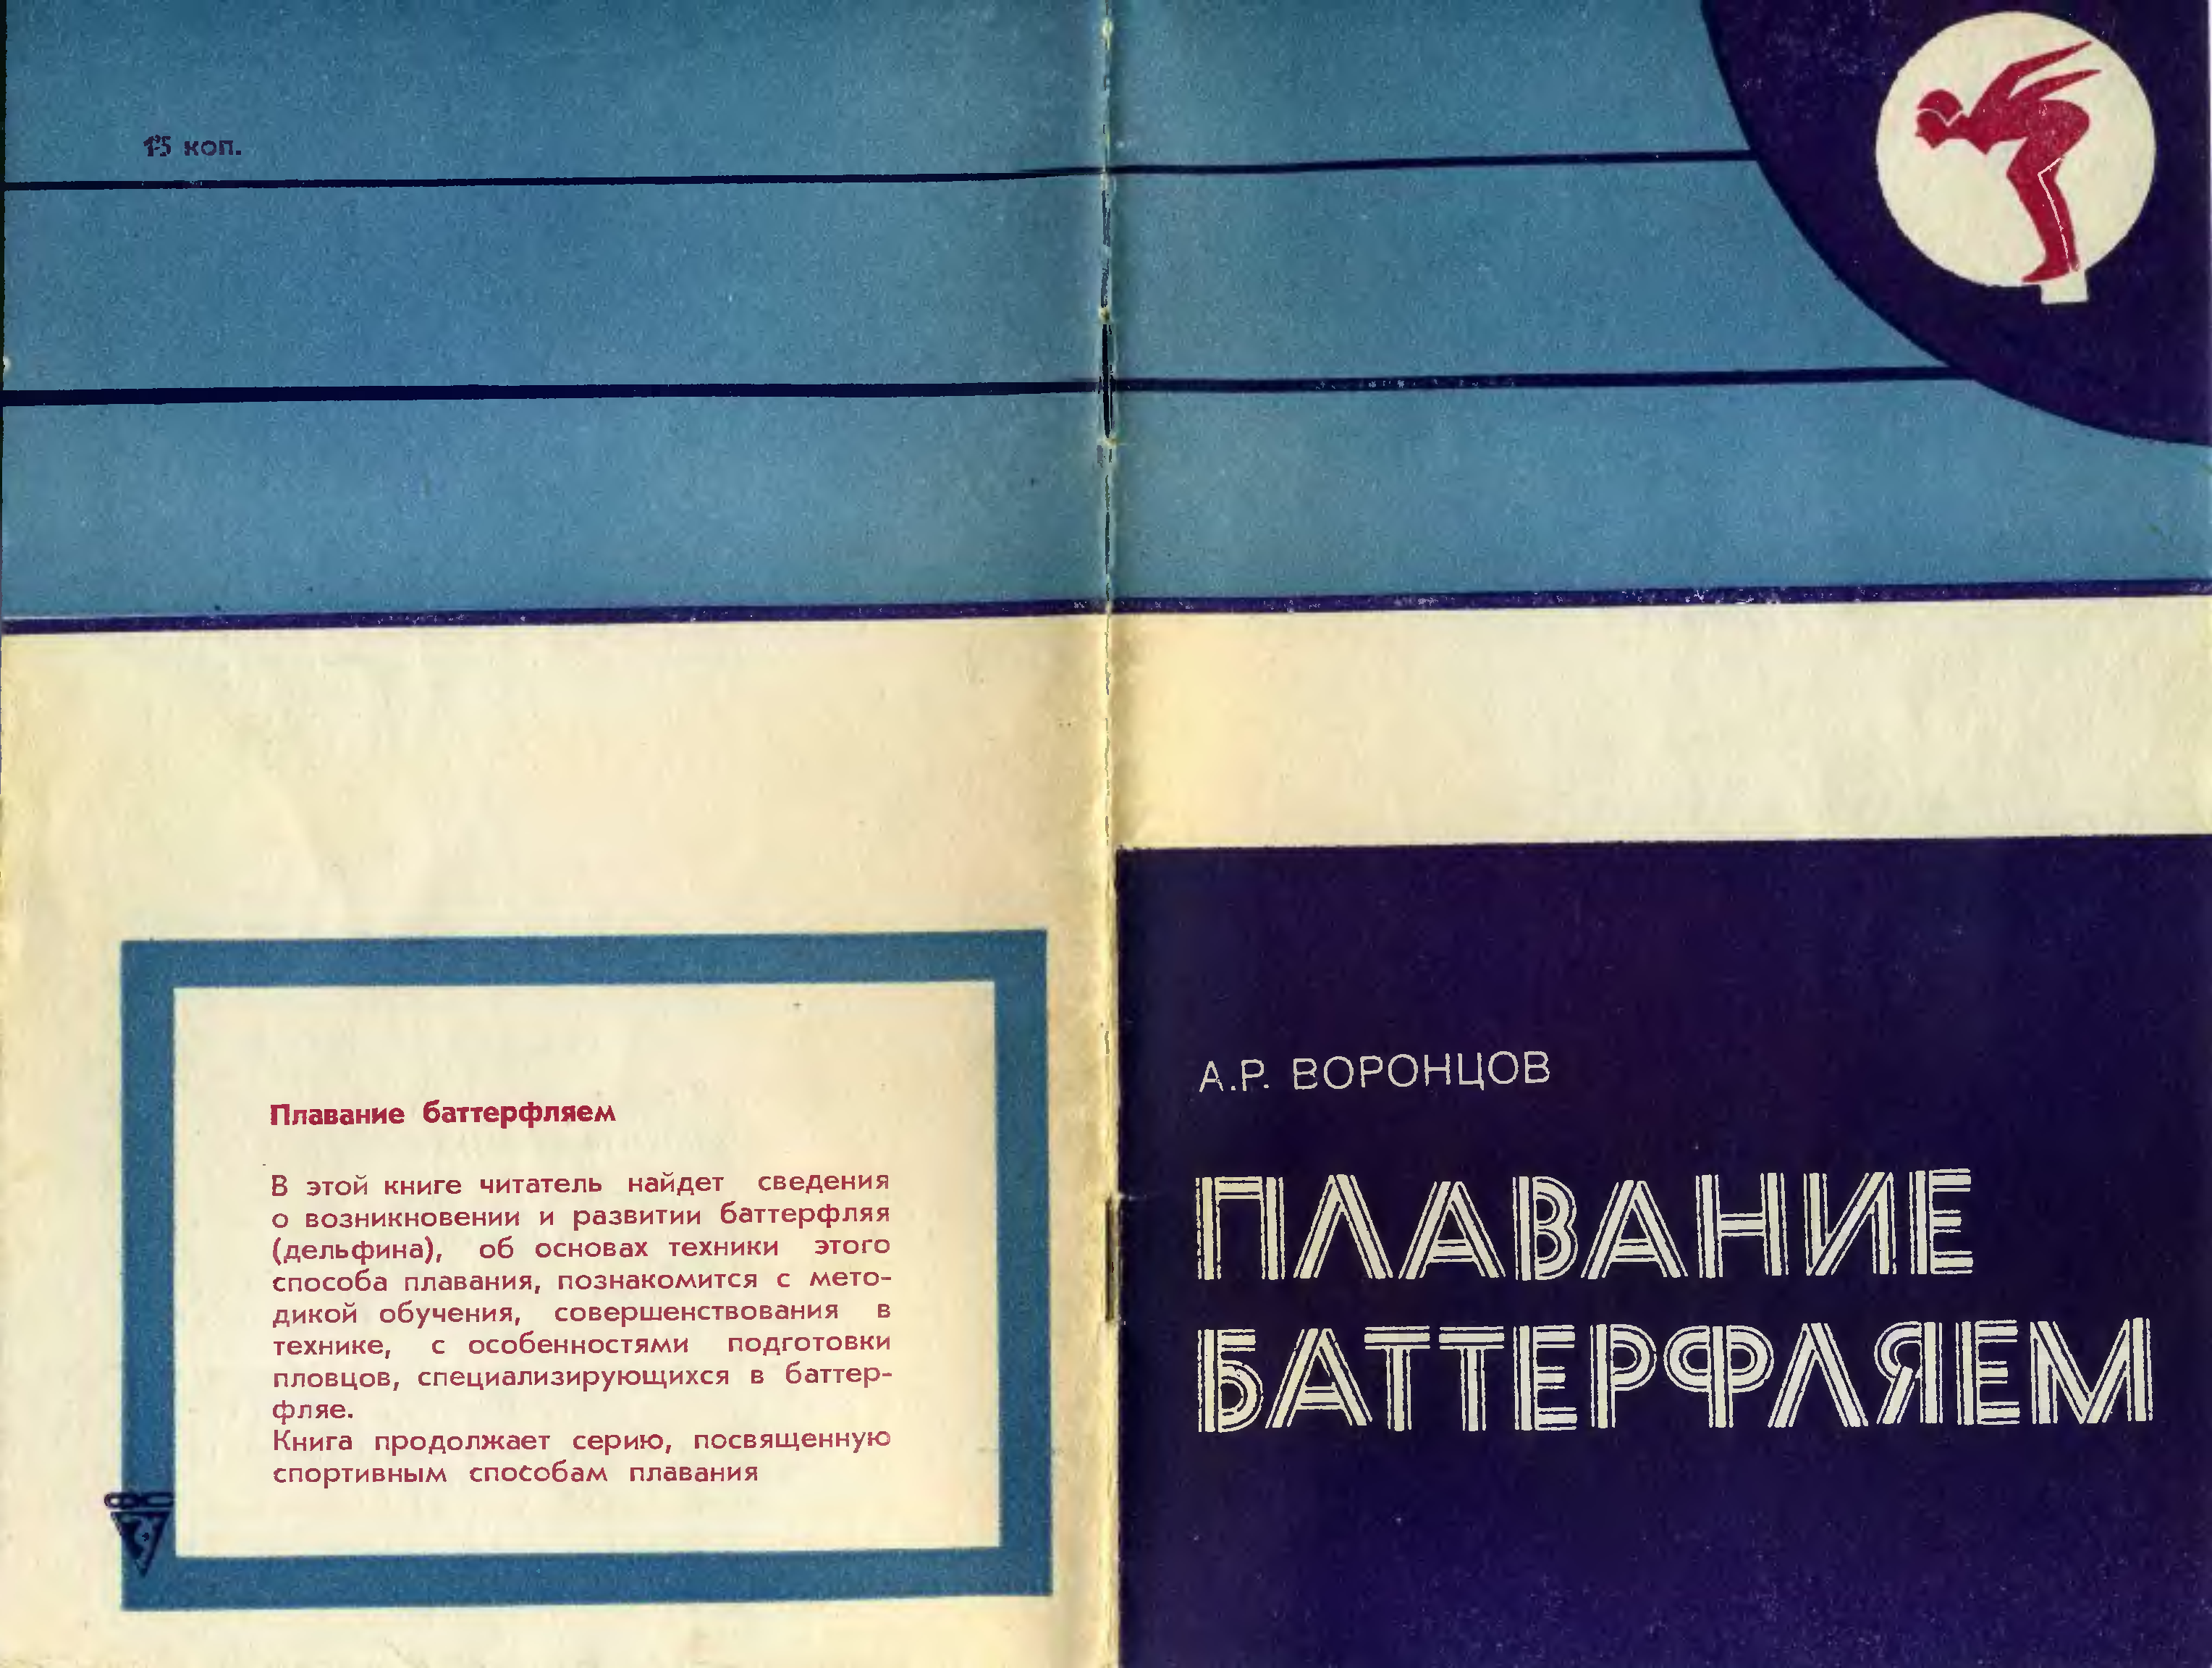 15 коп.
Плавание баттерфляем
В этой книге читатель найдет сведения
о возникновении и развитии баттерфляя
(дельфина), об основах техники этого
способа плавания, познакомится с мето-
дикой обучения, совершенствования в
технике, с особенностями подготовки
пловцов, специализирующихся в баттер-
фляе.
Книга продолжает серию, посвященную
спортивным способам плавания
А.Р. ВОРОНЦОВ
ПЛАВАНИЕ
БАТТЕРФЛЯЕМ